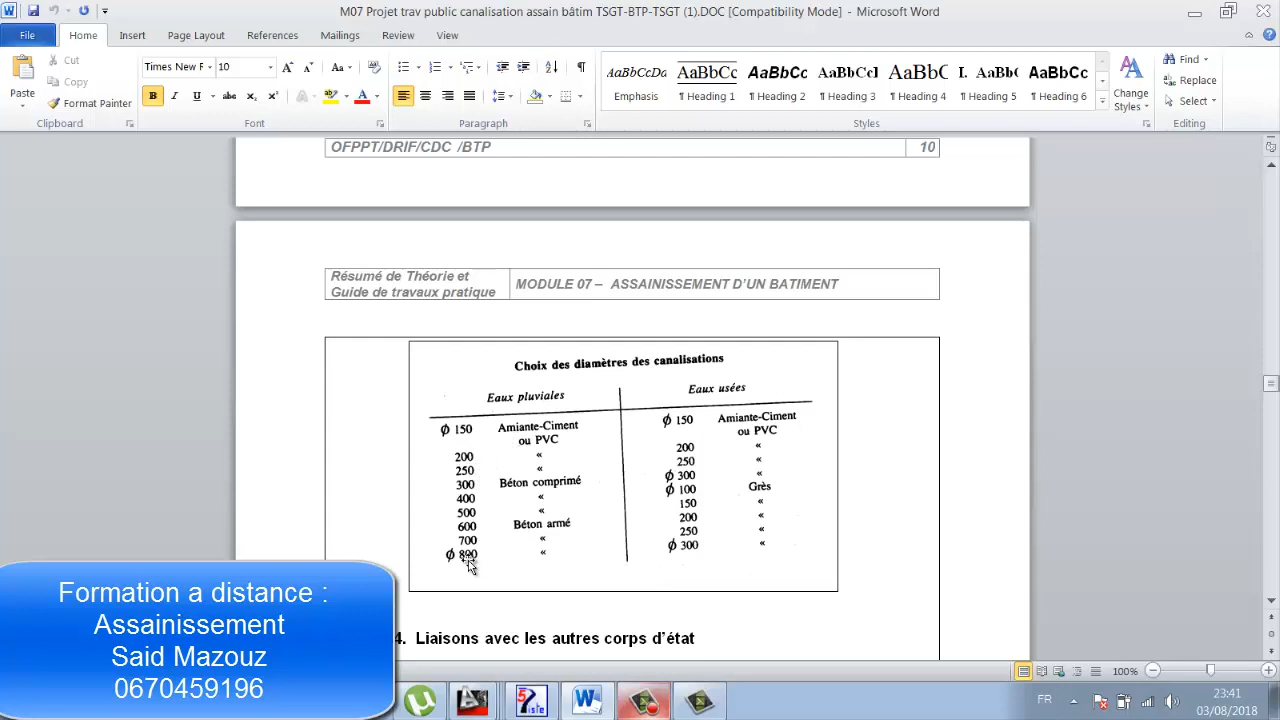 M07 Projet trav public canalisation assain bâtim TSGT-BTP-TSGT (1).DOC [Compatibility Mode] - Microsoft Word
File Home Insert Page Layout References Mailings Review View
Cut
Copy
Format Painter
Paste
Times New F 10
AaBbCcDa AaBbCc AaBbCc AaBbCcI AaBbC I. AaBbC AaBbCc
Emphasis ¶ Heading 1 ¶ Heading 2 ¶ Heading 3 ¶ Heading 4 ¶ Heading 5 ¶ Heading 6
Change
Styles
Find
Replace
Select
Clipboard Font Paragraph Styles Editing
OFPPT/DRIF/CDC /BTP 10
Résumé de Théorie et
Guide de travaux pratique
MODULE 07 – ASSAINISSEMENT D'UN BATIMENT
Choix des diamètres des canalisations
Eaux pluviales Eaux usées
ϕ 150 Amiante-Ciment ϕ 150 Amiante-Ciment
ou PVC ou PVC
200 « 200 «
250 « 250 «
300 Béton comprimé ϕ 300 «
400 « ϕ 100 Grès
500 « 150 «
600 Béton armé 200 «
700 « 250 «
ϕ 800 « ϕ 300 «
4. Liaisons avec les autres corps d'état
Formation a distance :
Assainissement
Said Mazouz
0670459196
100%
FR
23:41
03/08/2018